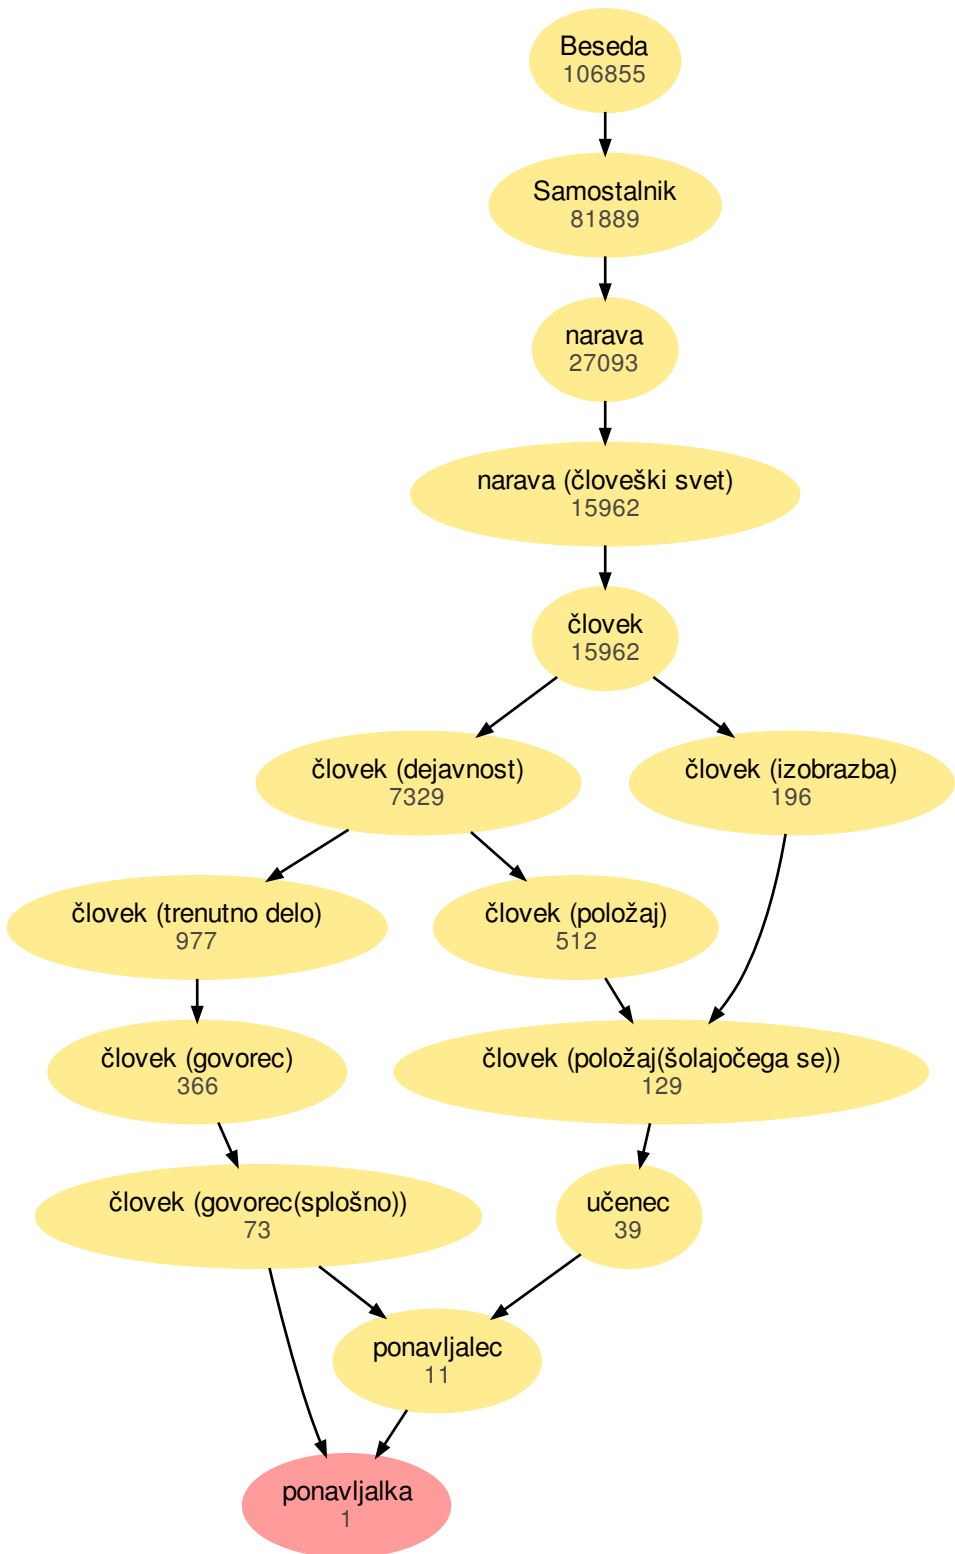 Beseda
106855
Samostalnik
81889
narava
27093
narava (človeški svet)
15962
človek
15962
človek (dejavnost)
7329
človek (izobrazba)
196
človek (trenutno delo)
977
človek (položaj)
512
človek (govorec)
366
človek (položaj(šolajočega se))
129
človek (govorec(splošno))
73
učenec
39
ponavljalec
11
ponavljalka
1